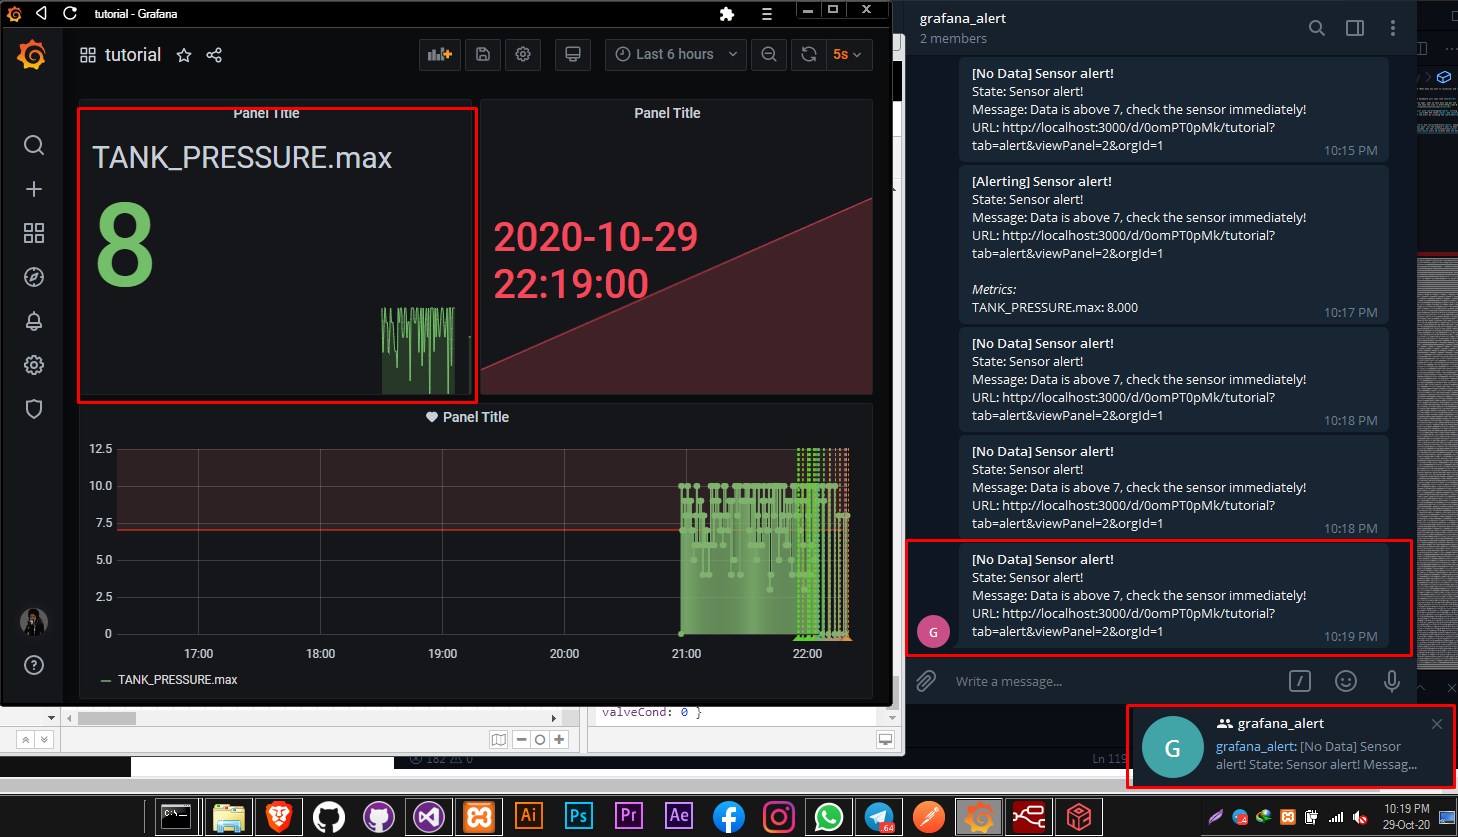 tutorial - Grafana
tutorial
Last 6 hours
5s
Panel Title
TANK_PRESSURE.max
8
Panel Title
2020-10-29
22:19:00
Panel Title
12.5
10.0
7.5
5.0
2.5
0
17:00
18:00
19:00
20:00
21:00
22:00
TANK_PRESSURE.max
valveCond: 0 }
182
0
Ln 119
grafana_alert
2 members
[No Data] Sensor alert!
State: Sensor alert!
Message: Data is above 7, check the sensor immediately!
URL: http://localhost:3000/d/0omPT0pMk/tutorial?
tab=alert&viewPanel=2&orgId=1
10:15 PM
[Alerting] Sensor alert!
State: Sensor alert!
Message: Data is above 7, check the sensor immediately!
URL: http://localhost:3000/d/0omPT0pMk/tutorial?
tab=alert&viewPanel=2&orgId=1
Metrics:
TANK_PRESSURE.max: 8.000
10:17 PM
[No Data] Sensor alert!
State: Sensor alert!
Message: Data is above 7, check the sensor immediately!
URL: http://localhost:3000/d/0omPT0pMk/tutorial?
tab=alert&viewPanel=2&orgId=1
10:18 PM
[No Data] Sensor alert!
State: Sensor alert!
Message: Data is above 7, check the sensor immediately!
URL: http://localhost:3000/d/0omPT0pMk/tutorial?
tab=alert&viewPanel=2&orgId=1
10:18 PM
[No Data] Sensor alert!
State: Sensor alert!
Message: Data is above 7, check the sensor immediately!
URL: http://localhost:3000/d/0omPT0pMk/tutorial?
tab=alert&viewPanel=2&orgId=1
10:19 PM
G
Write a message...
G
grafana_alert
grafana_alert: [No Data] Sensor
alert! State: Sensor alert! Messag...
C:\_
Ai
Ps
Pr
Ae
64
10:19 PM
29-Oct-20